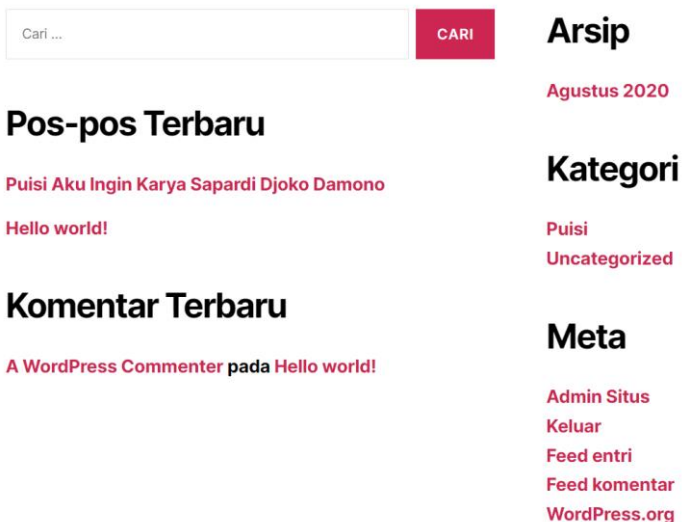 Cari ...
CARI
Pos-pos Terbaru
Puisi Aku Ingin Karya Sapardi Djoko Damono
Hello world!
Komentar Terbaru
A WordPress Commenter pada Hello world!
Arsip
Agustus 2020
Kategori
Puisi
Uncategorized
Meta
Admin Situs
Keluar
Feed entri
Feed komentar
WordPress.org